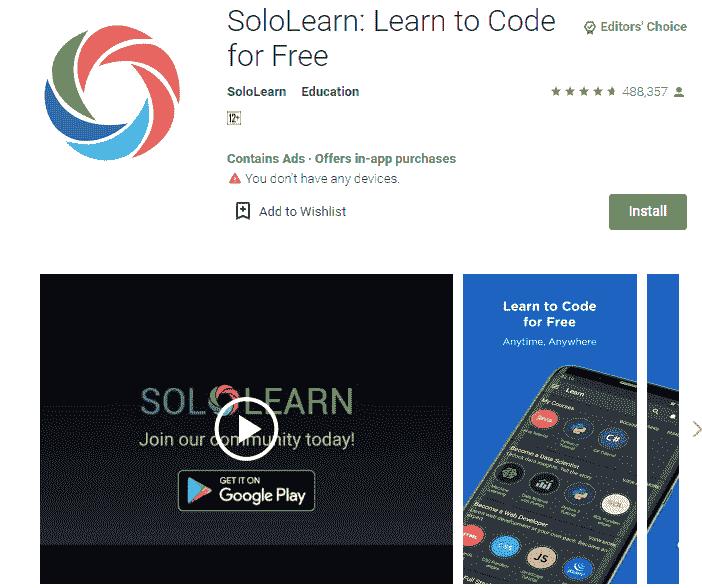 SoloLearn: Learn to Code
for Free
Editors' Choice
SoloLearn Education
488,357
12+
Contains Ads · Offers in-app purchases
You don't have any devices.
Add to Wishlist
Install
SOLOLEARN
Join our community today!
GET IT ON
Google Play
Learn to Code
for Free
Anytime, Anywhere
Learn
My Courses
C#
Become a Data Scientist
Become a Web Developer
CSS
JS
SQL